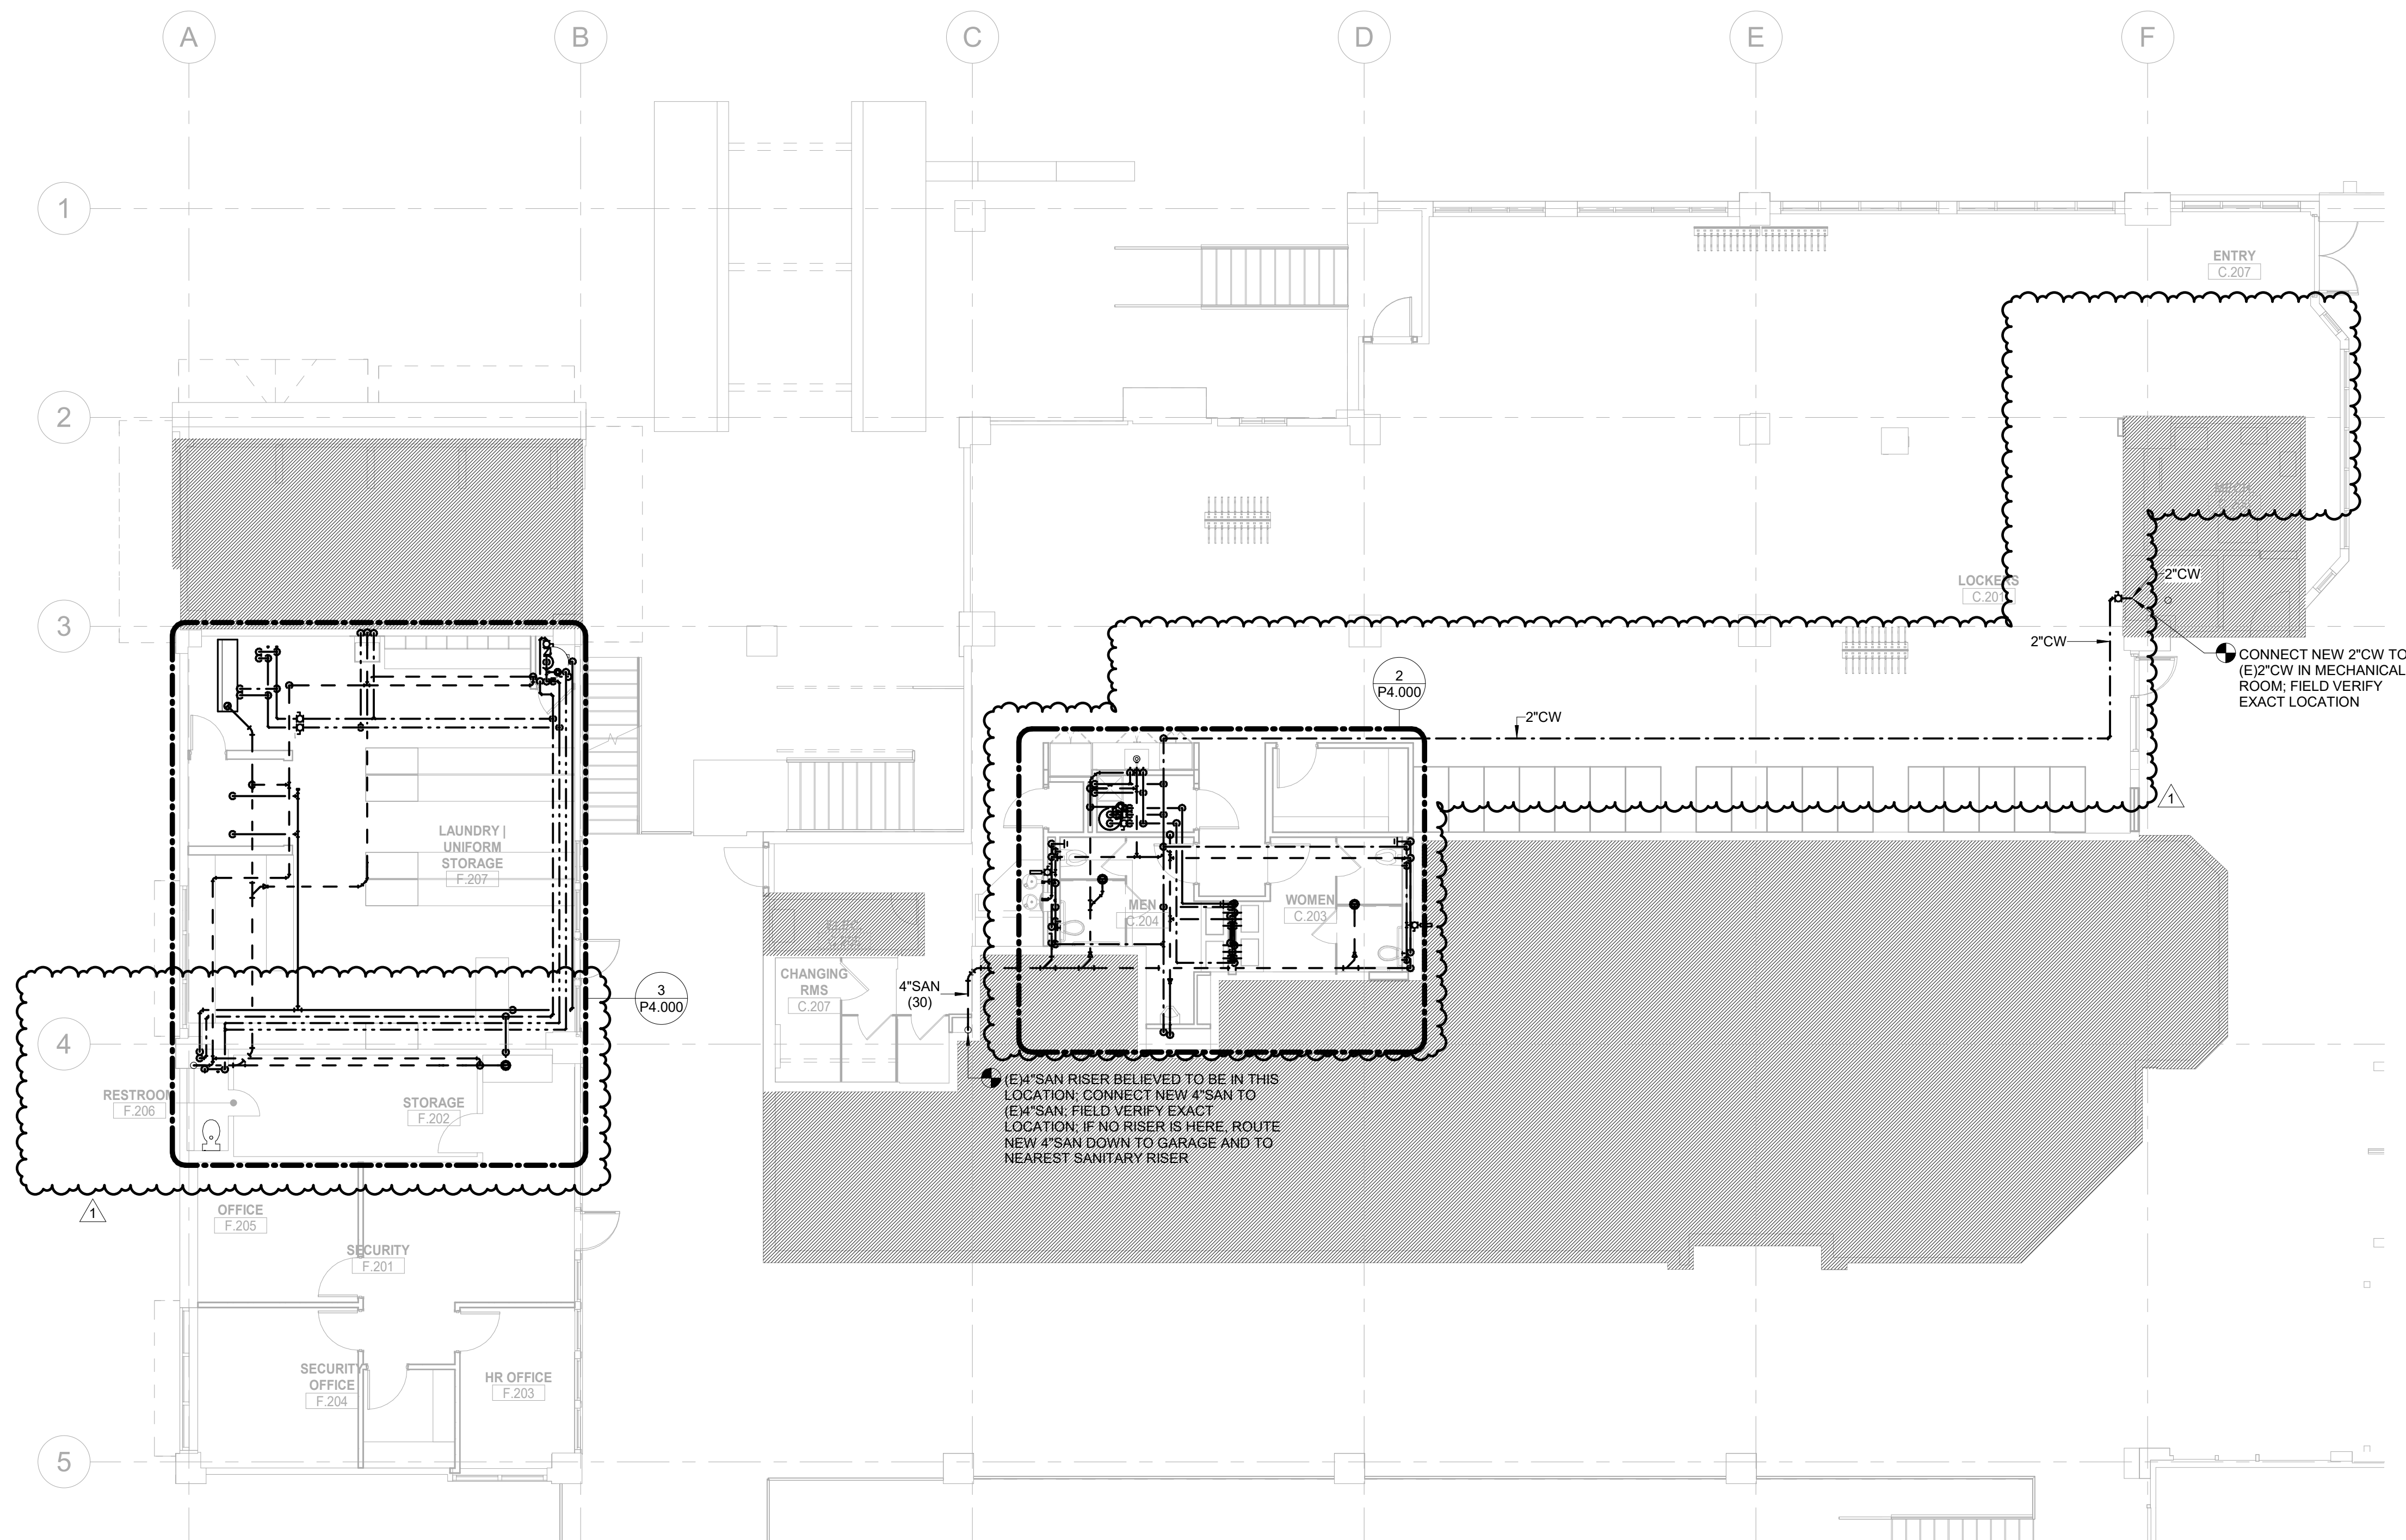 A
B
C
D
E
F
1
2
3
4
5
ENTRY
C.207
LOCKERS
C.201
2"CW
2"CW
2"CW
CONNECT NEW 2"CW TO
(E)2"CW IN MECHANICAL
ROOM; FIELD VERIFY
EXACT LOCATION
1
2
P4.000
LAUNDRY |
UNIFORM
STORAGE
F.207
MEN
C.204
WOMEN
C.203
CHANGING
RMS
C.207
4"SAN
(30)
3
P4.000
(E)4"SAN RISER BELIEVED TO BE IN THIS
LOCATION; CONNECT NEW 4"SAN TO
(E)4"SAN; FIELD VERIFY EXACT
LOCATION; IF NO RISER IS HERE, ROUTE
NEW 4"SAN DOWN TO GARAGE AND TO
NEAREST SANITARY RISER
RESTROOM
F.206
STORAGE
F.202
1
OFFICE
F.205
SECURITY
F.201
SECURITY
OFFICE
F.204
HR OFFICE
F.203